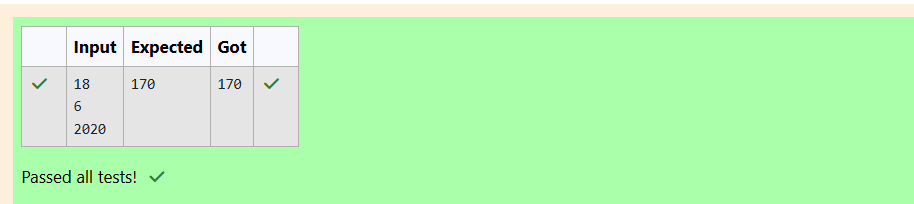 Input Expected Got
18 170 170
6
2020
Passed all tests!